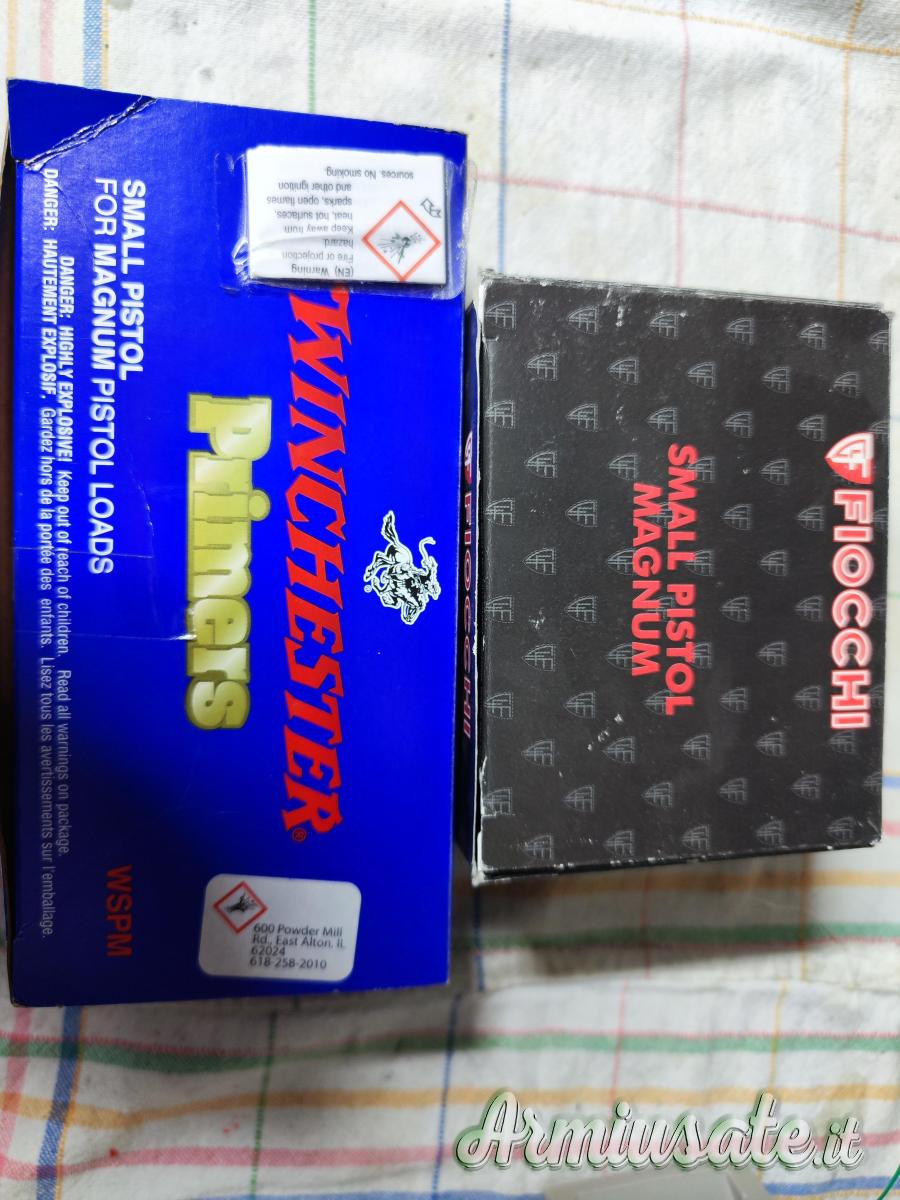 WINCHESTER®
Primers
SMALL PISTOL
FOR MAGNUM PISTOL LOADS
WSPM
DANGER: HIGHLY EXPLOSIVE! Keep out of reach of children. Read all warnings on package.
DANGER: HAUTEMENT EXPLOSIF. Gardez hors de la portée des enfants. Lisez tous les avertissements sur l'emballage.
(EN) Warning
Fire or projection
hazard.
Keep away from
heat, hot surfaces,
sparks, open flames
and other ignition
sources. No smoking.
600 Powder Mill
Rd., East Alton, IL
62024
618-258-2010
FIOCCHI
SMALL PISTOL
MAGNUM
FIOCCHI
Armiusate.it